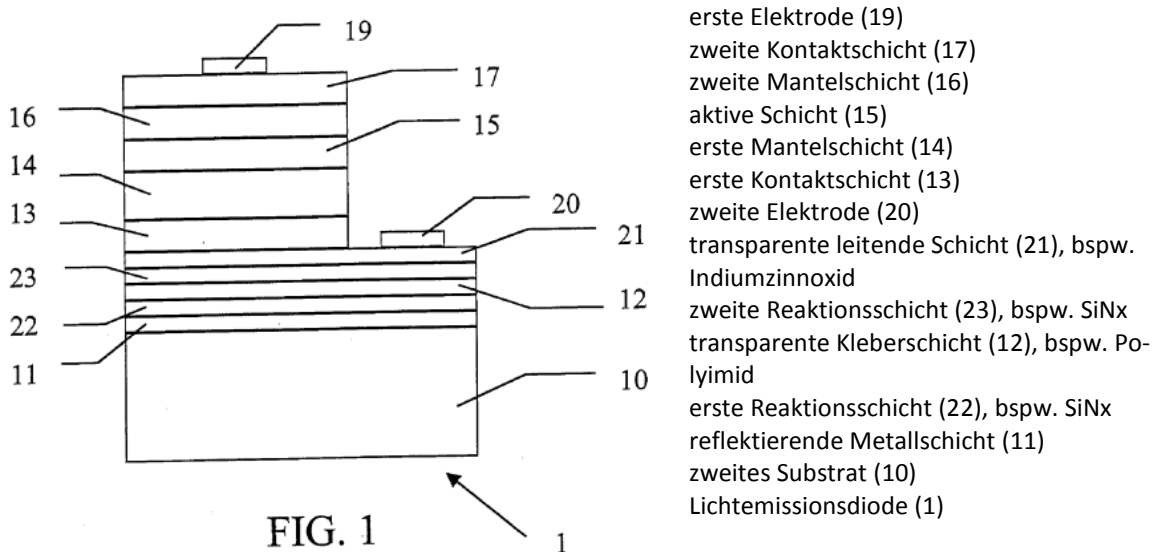 19
17
16
15
14
13
20
21
23
12
22
11
10
FIG. 1
1
erste Elektrode (19)
zweite Kontaktschicht (17)
zweite Mantelschicht (16)
aktive Schicht (15)
erste Mantelschicht (14)
erste Kontaktschicht (13)
zweite Elektrode (20)
transparente leitende Schicht (21), bspw.
Indiumzinnoxid
zweite Reaktionsschicht (23), bspw. SiNx
transparente Kleberschicht (12), bspw. Po-
lyimid
erste Reaktionsschicht (22), bspw. SiNx
reflektierende Metallschicht (11)
zweites Substrat (10)
Lichtemissionsdiode (1)